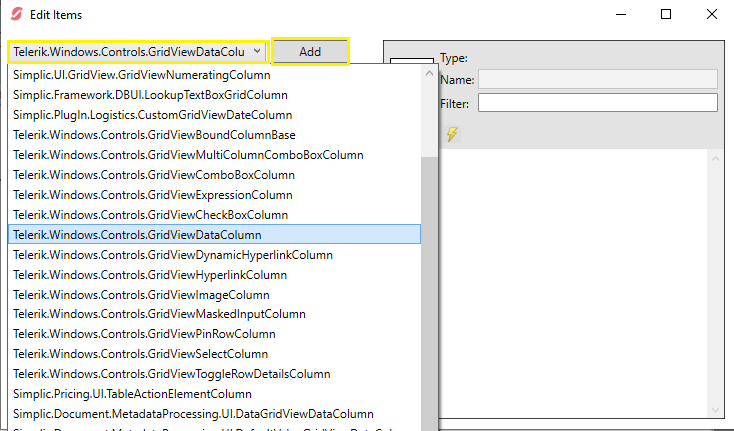 Edit Items
Telerik.Windows.Controls.GridViewDataColu
Add
Type:
Name:
Filter:
Simplic.UI.GridView.GridViewNumeratingColumn
Simplic.Framework.DBUI.LookupTextBoxGridColumn
Simplic.PlugIn.Logistics.CustomGridViewDateColumn
Telerik.Windows.Controls.GridViewBoundColumnBase
Telerik.Windows.Controls.GridViewMultiColumnComboBoxColumn
Telerik.Windows.Controls.GridViewComboBoxColumn
Telerik.Windows.Controls.GridViewExpressionColumn
Telerik.Windows.Controls.GridViewCheckBoxColumn
Telerik.Windows.Controls.GridViewDataColumn
Telerik.Windows.Controls.GridViewDynamicHyperlinkColumn
Telerik.Windows.Controls.GridViewHyperlinkColumn
Telerik.Windows.Controls.GridViewImageColumn
Telerik.Windows.Controls.GridViewMaskedInputColumn
Telerik.Windows.Controls.GridViewPinRowColumn
Telerik.Windows.Controls.GridViewSelectColumn
Telerik.Windows.Controls.GridViewToggleRowDetailsColumn
Simplic.Pricing.UI.TableActionElementColumn
Simplic.Document.MetadataProcessing.UI.DataGridViewDataColumn